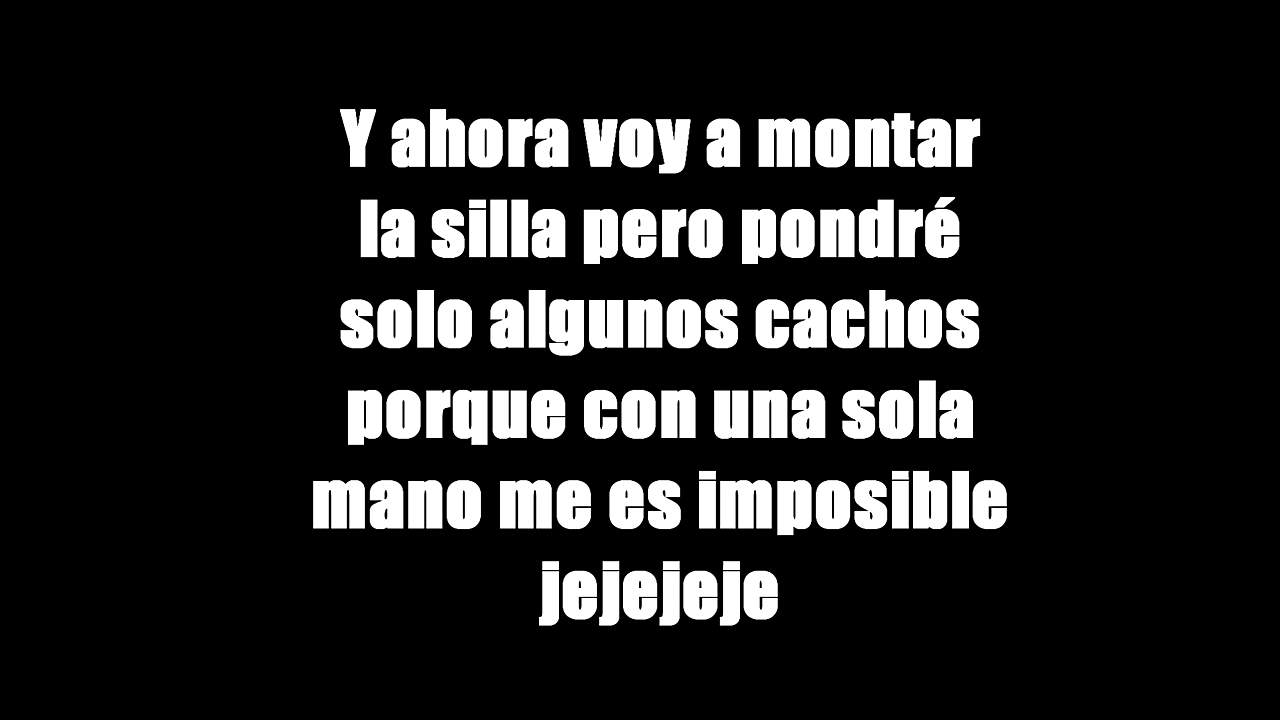 Y ahora voy a montar
la silla pero pondré
solo algunos cachos
porque con una sola
mano me es imposible
jejejeje